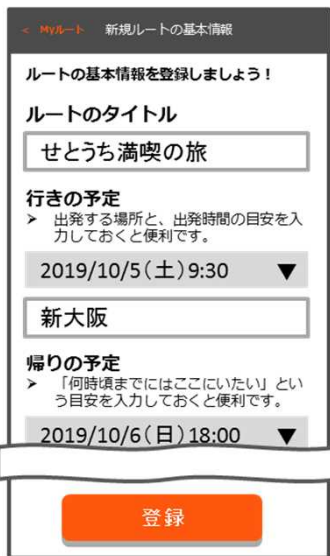 < Myルート 新規ルートの基本情報
ルートの基本情報を登録しましょう！
ルートのタイトル
せとうち満喫の旅
行きの予定
➢ 出発する場所と、出発時間の目安を入
力しておくと便利です。
2019/10/5(土)9:30 ▼
新大阪
帰りの予定
➢ 「何時頃までにはここにいたい」とい
う目安を入力しておくと便利です。
2019/10/6(日)18:00 ▼
登録